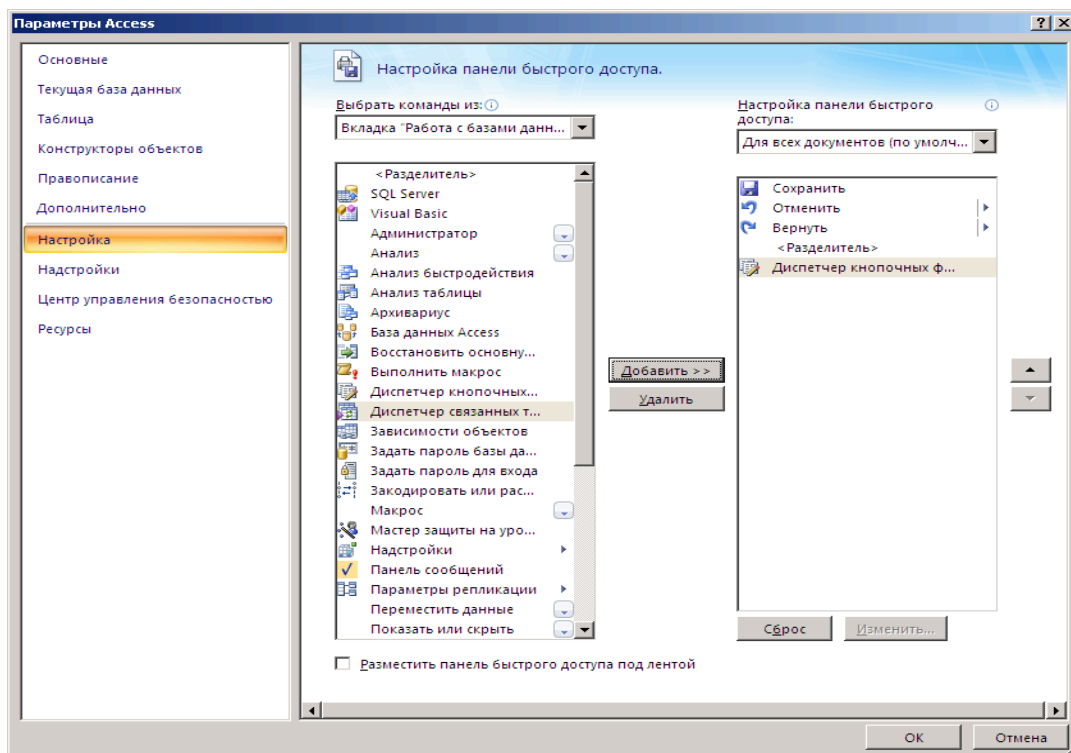 Параметры Access
Основные
Текущая база данных
Таблица
Конструкторы объектов
Правописание
Дополнительно
Настройка
Надстройки
Центр управления безопасностью
Ресурсы
Настройка панели быстрого доступа.
Выбрать команды из:
Вкладка "Работа с базами данн...
<Разделитель>
SQL Server
Visual Basic
Администратор
Анализ
Анализ быстродействия
Анализ таблицы
Архивариус
База данных Access
Восстановить основну...
Выполнить макрос
Диспетчер кнопочных...
Диспетчер связанных т...
Зависимости объектов
Задать пароль базы да...
Задать пароль для входа
Закодировать или рас...
Макрос
Мастер защиты на уро...
Надстройки
Панель сообщений
Параметры репликации
Переместить данные
Показать или скрыть
Добавить >>
Удалить
Настройка панели быстрого
доступа:
Для всех документов (по умолч...
Сохранить
Отменить
Вернуть
<Разделитель>
Диспетчер кнопочных ф...
Сброс
Изменить...
Разместить панель быстрого доступа под лентой
ОК
Отмена